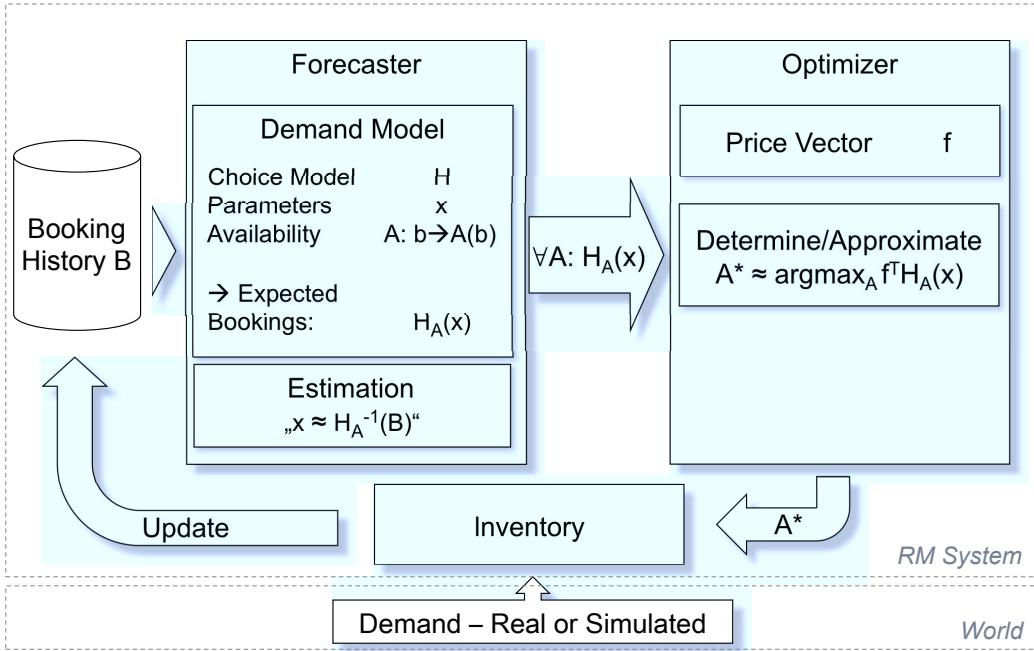 Forecaster
Demand Model
Choice Model H
Parameters x
Availability A: b→A(b)
→ Expected
Bookings: H_A(x)
Estimation
„x ≈ H_A^-1(B)“
Booking
History B
∀A: H_A(x)
Optimizer
Price Vector f
Determine/Approximate
A* ≈ argmax_A f^T H_A(x)
A*
Inventory
Update
RM System
Demand – Real or Simulated
World